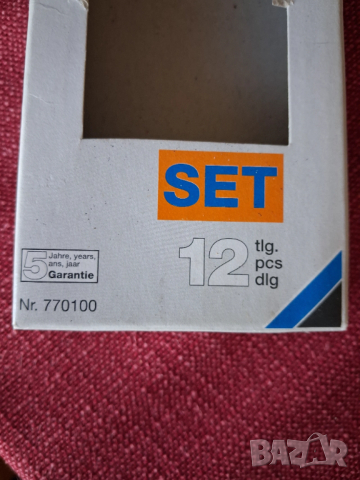 SET
12 tlg.
pcs
dlg
5 Jahre, years,
ans, jaar
Garantie
Nr. 770100
BAZAR